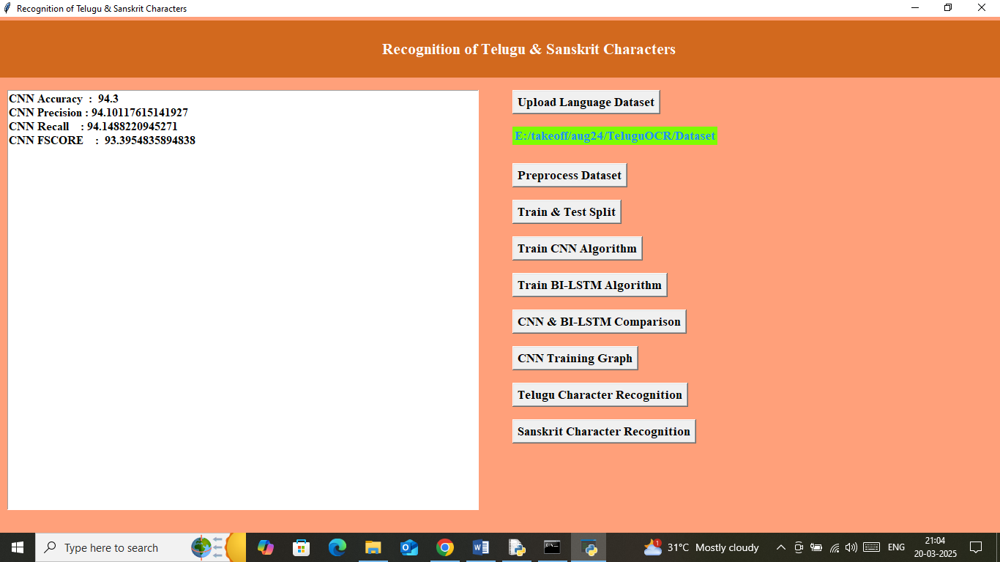 Recognition of Telugu & Sanskrit Characters
Recognition of Telugu & Sanskrit Characters
CNN Accuracy : 94.3
CNN Precision : 94.10117615141927
CNN Recall : 94.1488220945271
CNN FSCORE : 93.3954835894838
Upload Language Dataset
E:/takeoff/aug24/TeluguOCR/Dataset
Preprocess Dataset
Train & Test Split
Train CNN Algorithm
Train BI-LSTM Algorithm
CNN & BI-LSTM Comparison
CNN Training Graph
Telugu Character Recognition
Sanskrit Character Recognition
Type here to search
1
31°C Mostly cloudy
ENG
21:04
20-03-2025